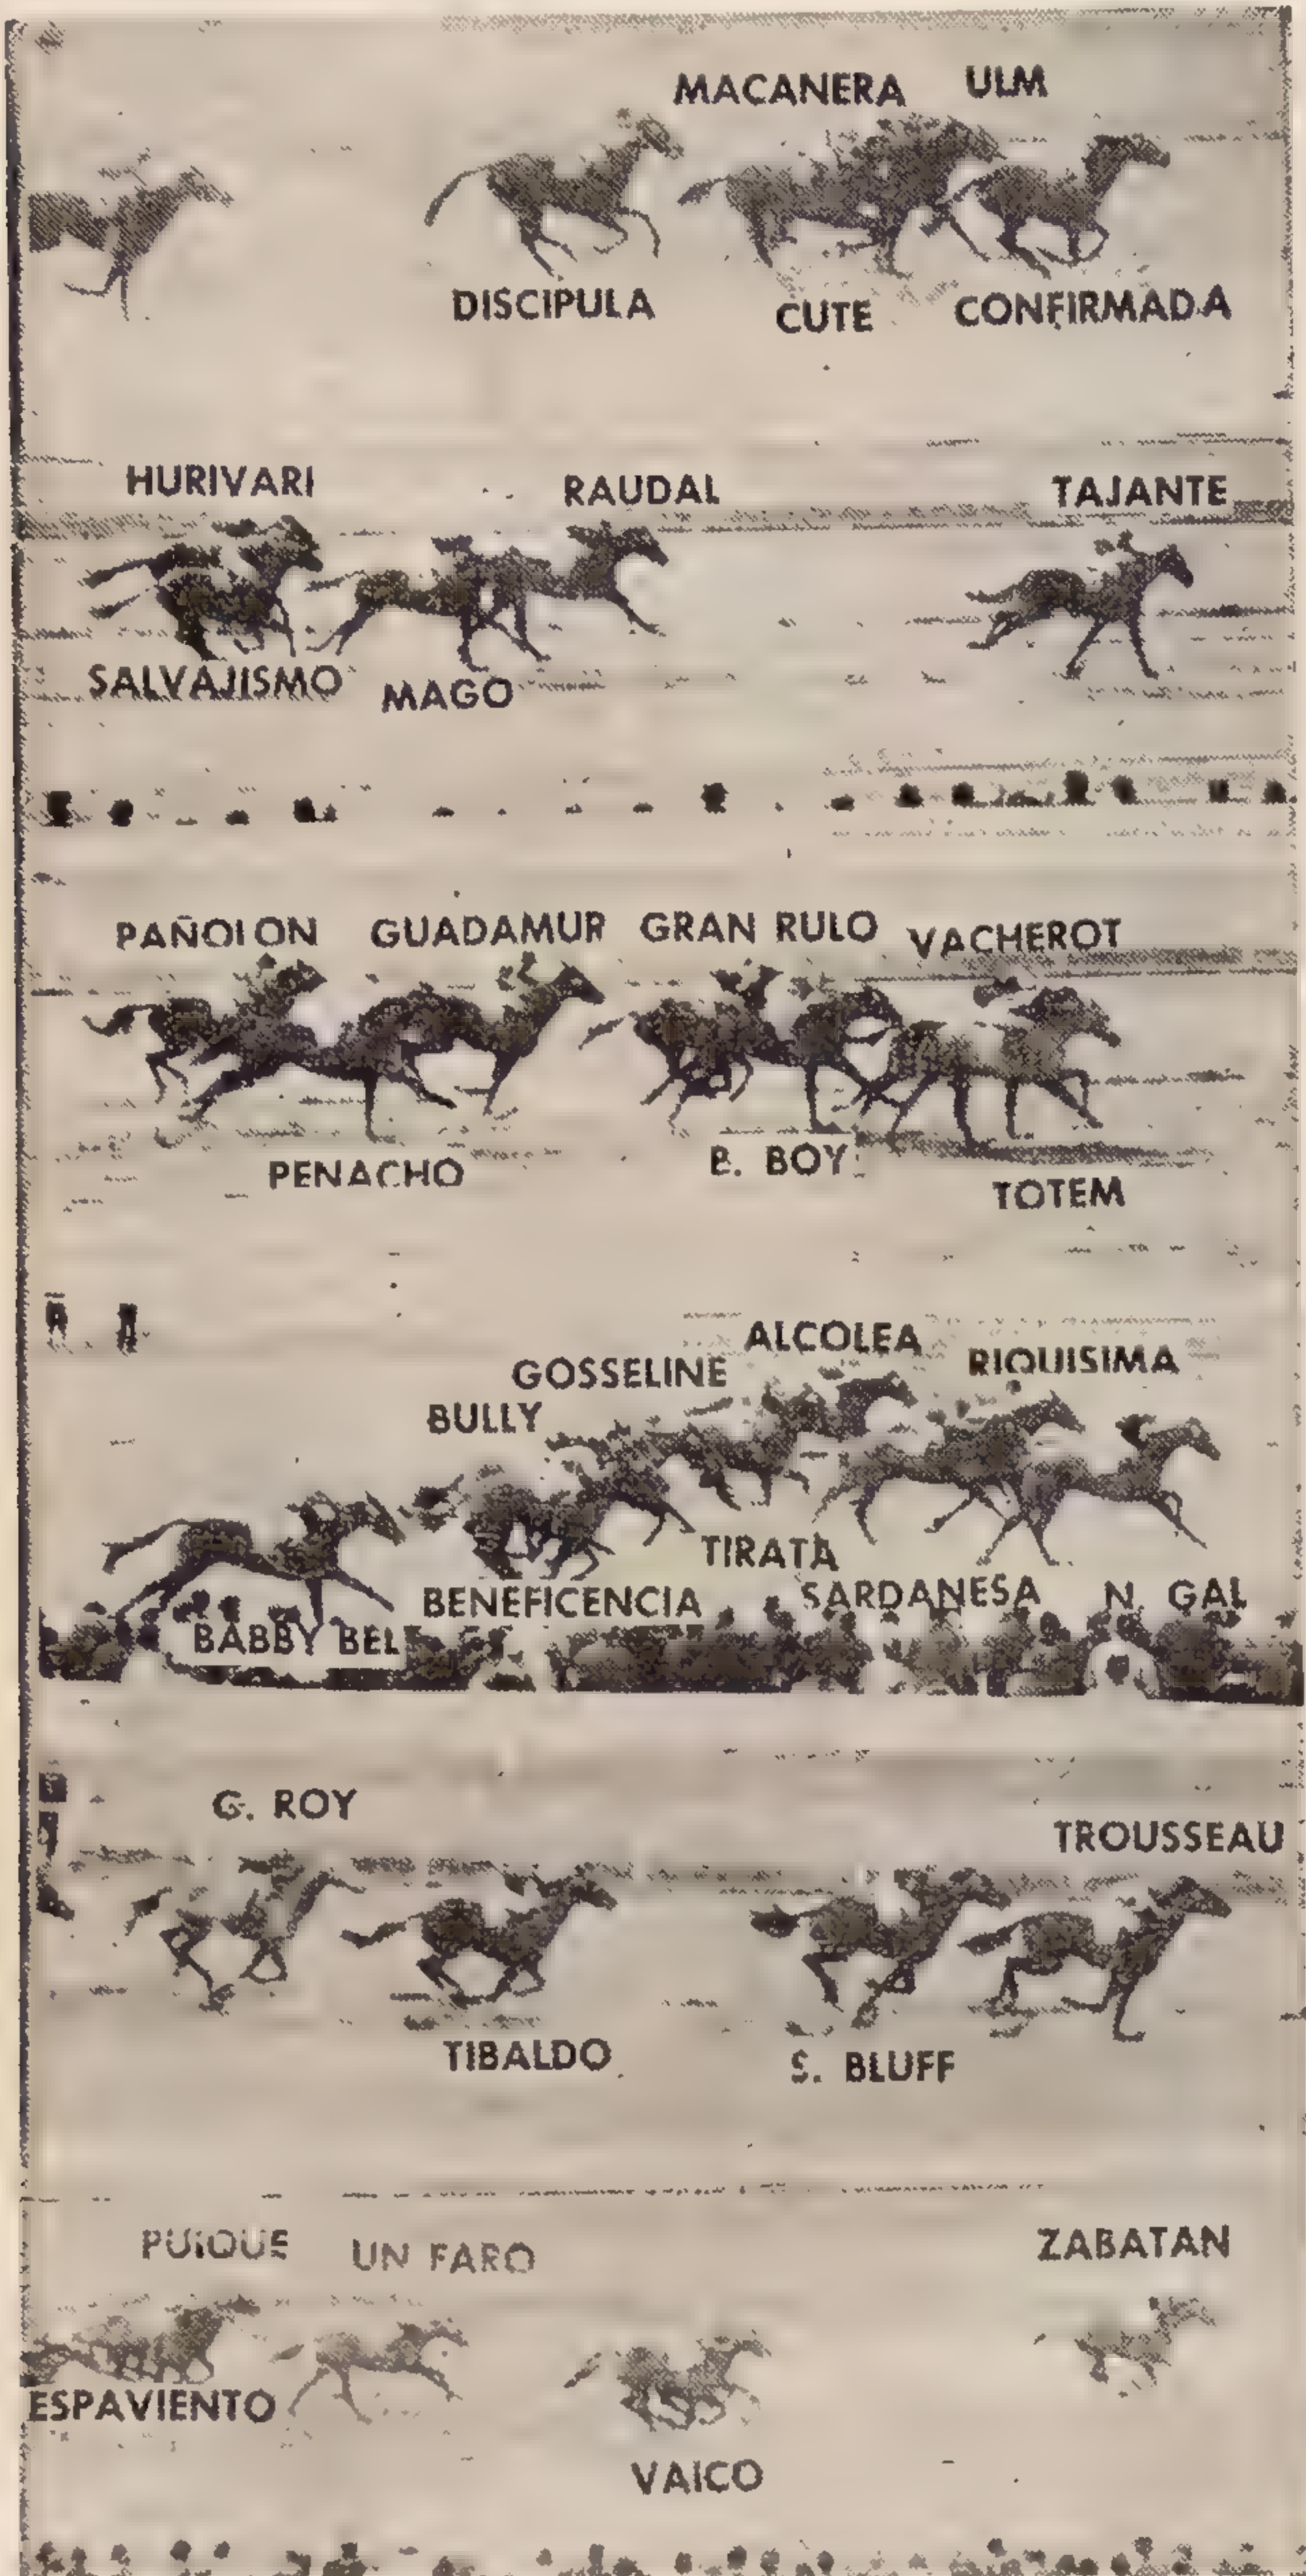 MACANERA ULM
DISCIPULA CUTE CONFIRMADA
HURIVARI RAUDAL TAJANTE
SALVAJISMO MAGO
PAÑOLON GUADAMUR GRAN RULO VACHEROT
PENACHO B. BOY TOTEM
ALCOLEA
GOSSELINE RIQUISIMA
BULLY
TIRATA
BENEFICENCIA SARDANESA N. GAL
BABBY BEL
G. ROY
TROUSSEAU
TIBALDO S. BLUFF
PUIQUE UN FARO ZABATAN
ESPAVIENTO
VAICO